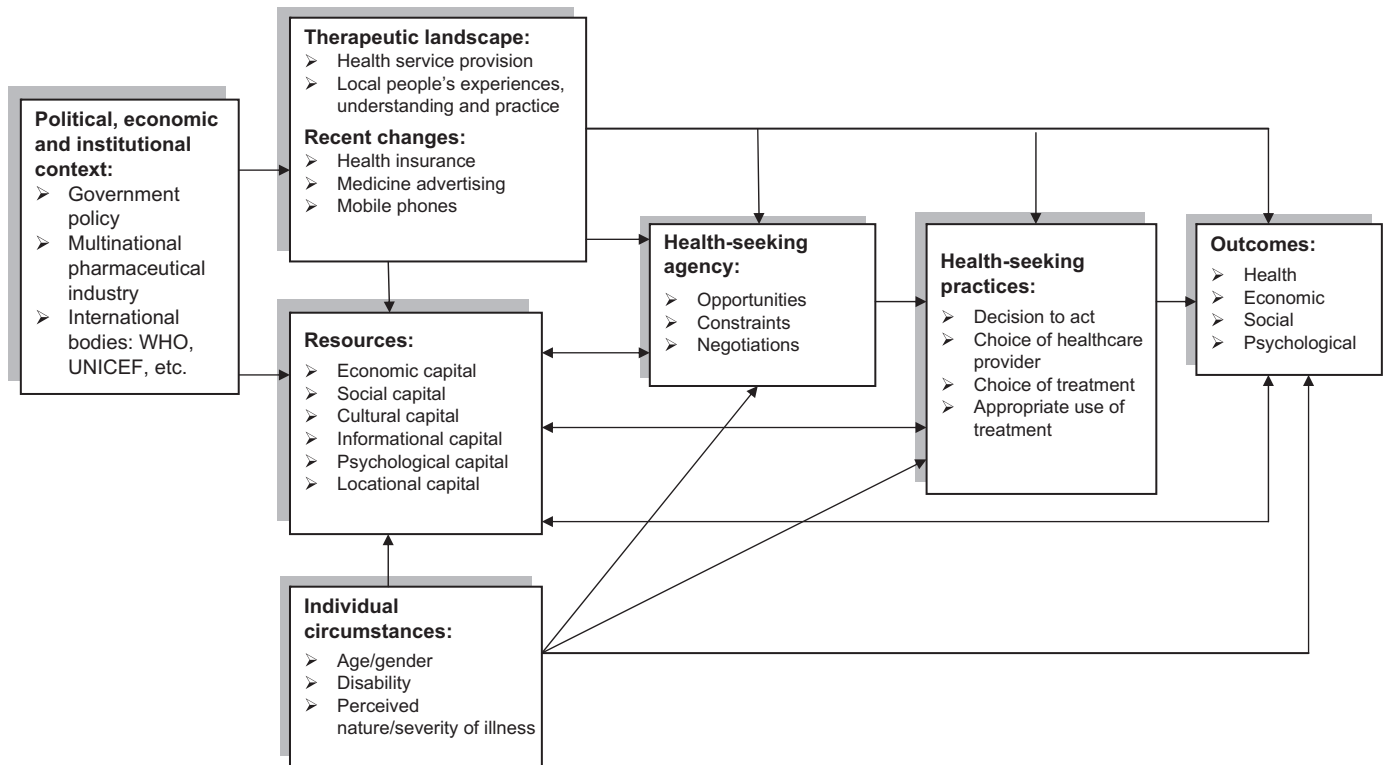 Political, economic
and institutional
context:
➢ Government
policy
➢ Multinational
pharmaceutical
industry
➢ International
bodies: WHO,
UNICEF, etc.
Therapeutic landscape:
➢ Health service provision
➢ Local people’s experiences,
understanding and practice
Recent changes:
➢ Health insurance
➢ Medicine advertising
➢ Mobile phones
Resources:
➢ Economic capital
➢ Social capital
➢ Cultural capital
➢ Informational capital
➢ Psychological capital
➢ Locational capital
Individual
circumstances:
➢ Age/gender
➢ Disability
➢ Perceived
nature/severity of illness
Health-seeking
agency:
➢ Opportunities
➢ Constraints
➢ Negotiations
Health-seeking
practices:
➢ Decision to act
➢ Choice of healthcare
provider
➢ Choice of treatment
➢ Appropriate use of
treatment
Outcomes:
➢ Health
➢ Economic
➢ Social
➢ Psychological